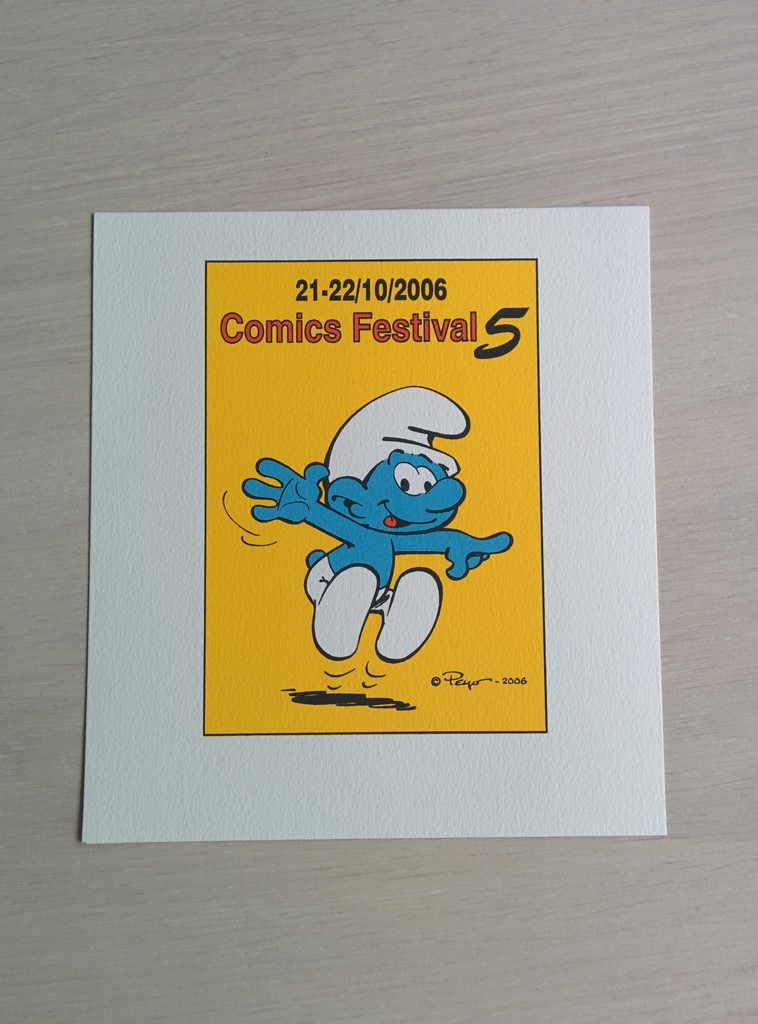 21-22/10/2006
Comics Festival 5
© Peyo - 2006